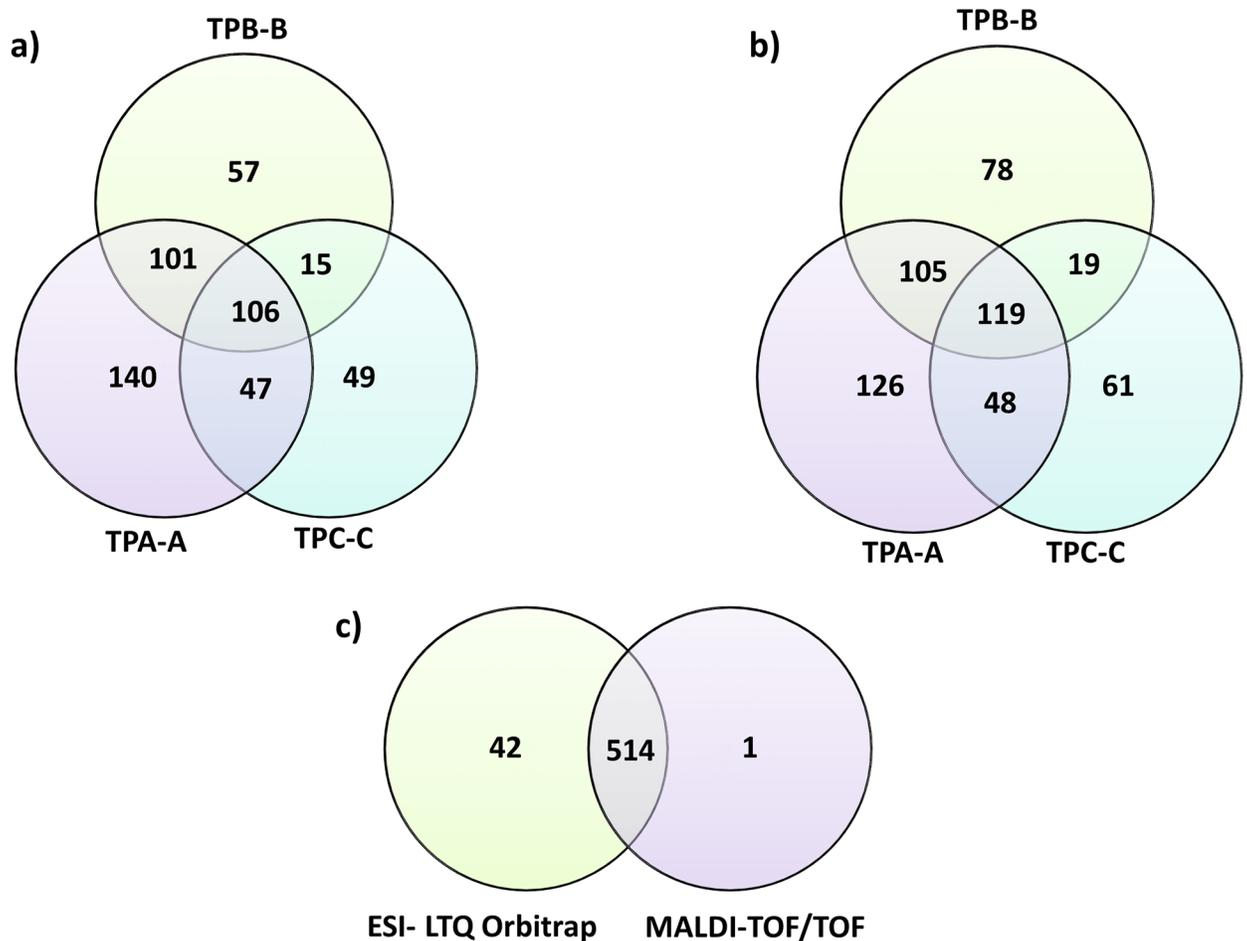 a)
TPB-B
57
101
15
106
140
47
49
TPA-A
TPC-C
b)
TPB-B
78
105
19
119
126
48
61
TPA-A
TPC-C
c)
42
514
1
ESI- LTQ Orbitrap
MALDI-TOF/TOF